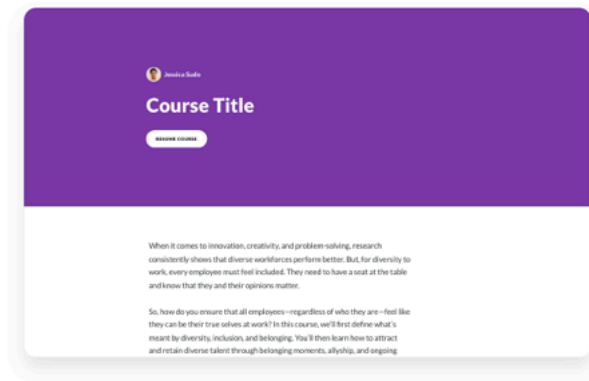 Jessica Sudo
Course Title
RESUME COURSE
When it comes to innovation, creativity, and problem-solving, research
consistently shows that diverse workforces perform better. But, for diversity to
work, every employee must feel included. They need to have a seat at the table
and know that they and their opinions matter.
So, how do you ensure that all employees—regardless of who they are—feel like
they can be their true selves at work? In this course, we'll first define what's
meant by diversity, inclusion, and belonging. You'll then learn how to attract
and retain diverse talent through belonging moments, allyship, and ongoing